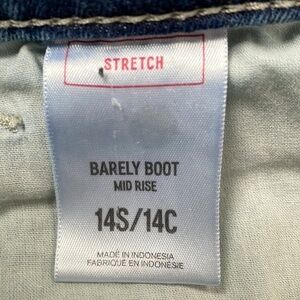 STRETCH
BARELY BOOT
MID RISE
14S/14C
MADE IN INDONESIA
FABRIQUÉ EN INDONÉSIE